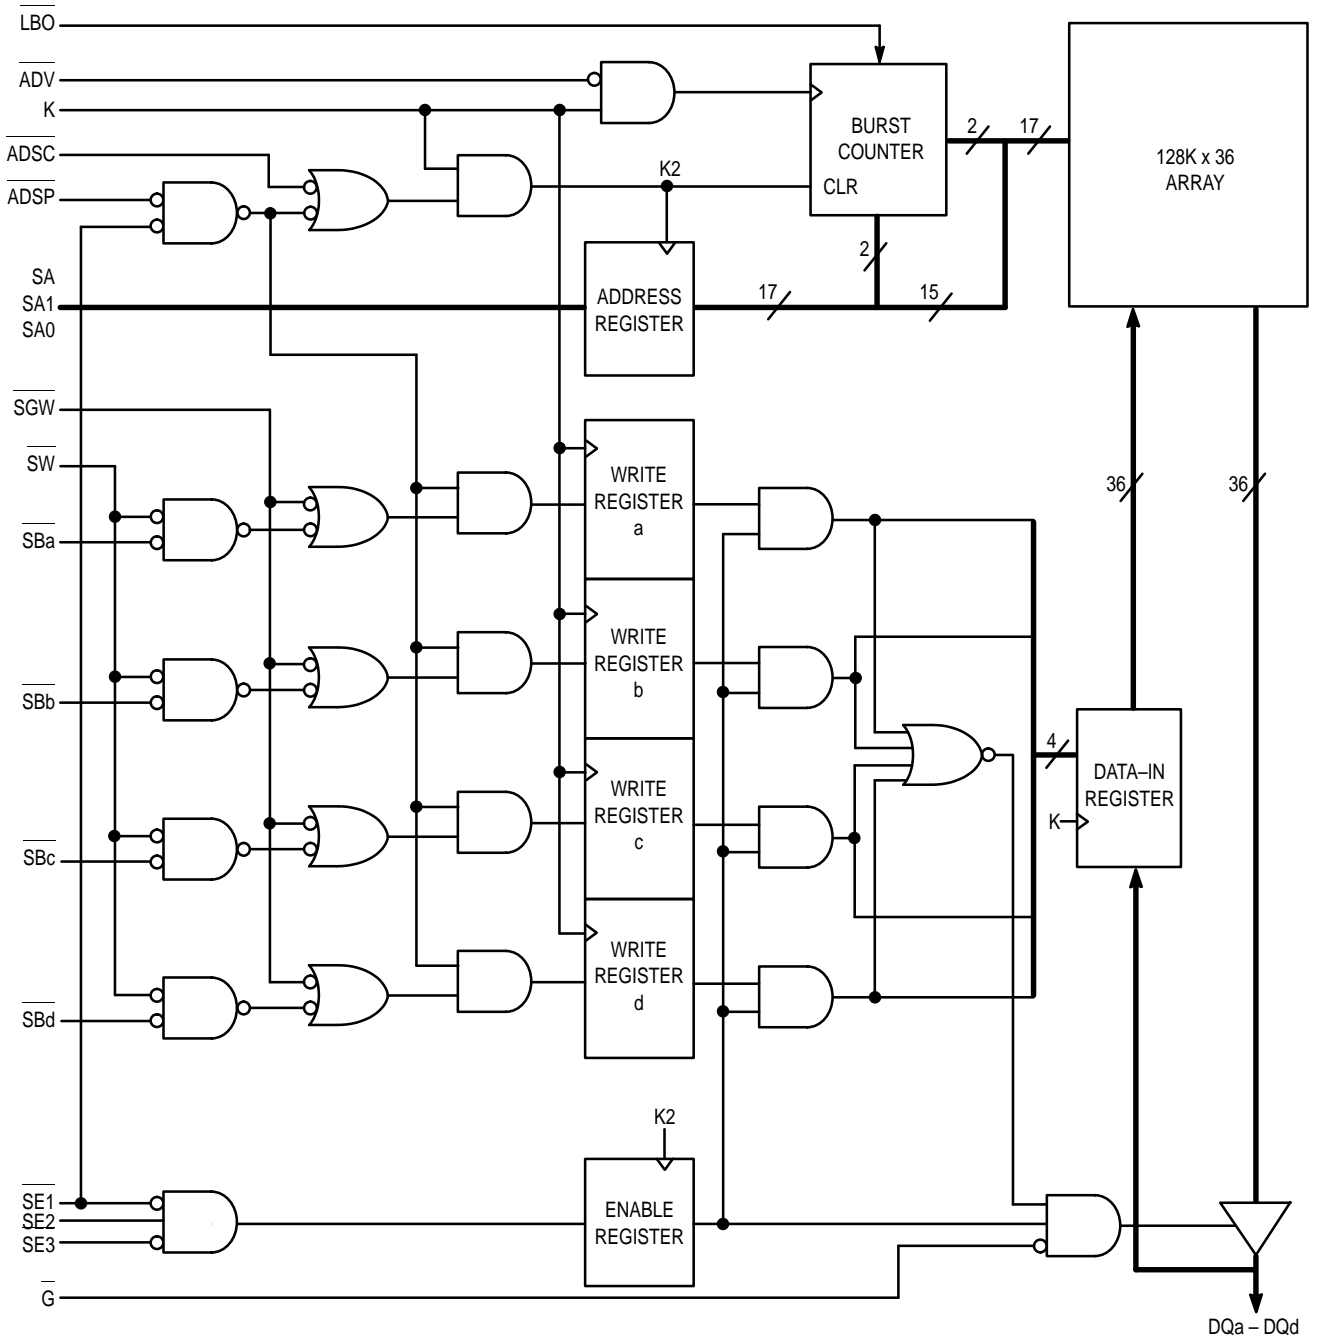 LBO
ADV
K
ADSC
ADSP
K2
BURST
COUNTER
CLR
2
17
128K x 36
ARRAY
2
SA
SA1
SA0
ADDRESS
REGISTER
17
15
SGW
SW
SBa
WRITE
REGISTER
a
36
36
SBb
WRITE
REGISTER
b
4
DATA–IN
REGISTER
K
SBc
WRITE
REGISTER
c
SBd
WRITE
REGISTER
d
K2
SE1
SE2
SE3
ENABLE
REGISTER
G
DQa – DQd